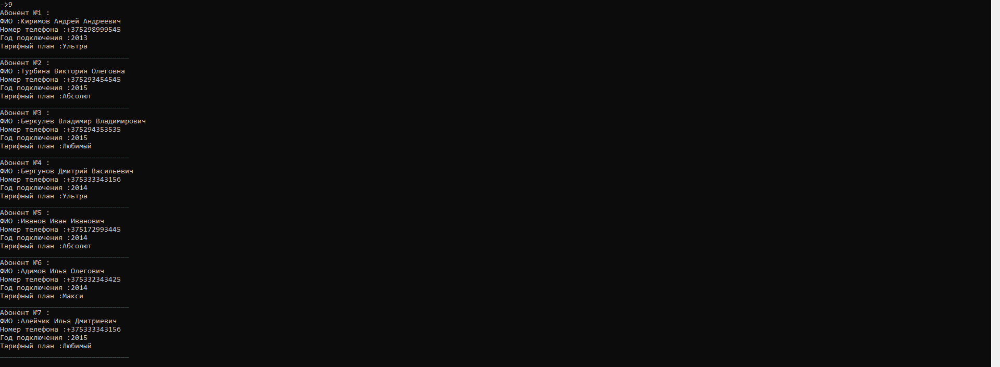 ->9
Абонент №1 :
ФИО :Киримов Андрей Андреевич
Номер телефона :+375298999545
Год подключения :2013
Тарифный план :Ультра
_______________________________
Абонент №2 :
ФИО :Турбина Виктория Олеговна
Номер телефона :+375293454545
Год подключения :2015
Тарифный план :Абсолют
_______________________________
Абонент №3 :
ФИО :Беркулев Владимир Владимирович
Номер телефона :+375294353535
Год подключения :2015
Тарифный план :Любимый
_______________________________
Абонент №4 :
ФИО :Бергунов Дмитрий Васильевич
Номер телефона :+375333343156
Год подключения :2014
Тарифный план :Ультра
_______________________________
Абонент №5 :
ФИО :Иванов Иван Иванович
Номер телефона :+375172993445
Год подключения :2014
Тарифный план :Абсолют
_______________________________
Абонент №6 :
ФИО :Адимов Илья Олегович
Номер телефона :+375332343425
Год подключения :2014
Тарифный план :Макси
_______________________________
Абонент №7 :
ФИО :Алейчик Илья Дмитриевич
Номер телефона :+375333343156
Год подключения :2015
Тарифный план :Любимый
_______________________________